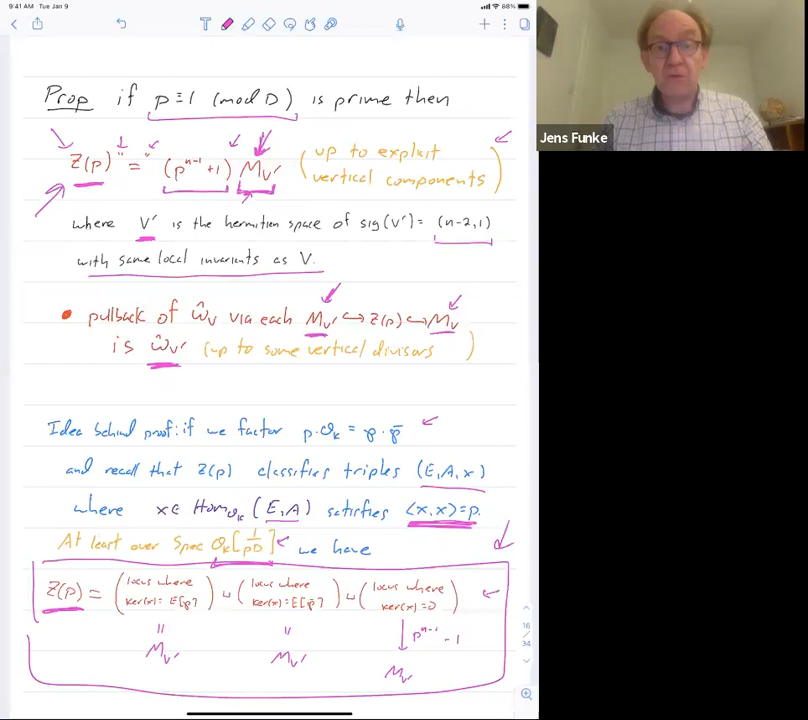 9:41 AM Tue Jan 9
88%
Jens Funke
Prop if p ≡ 1 (mod D) is prime then
Z(p) "=" (p^{n-1}+1) M_{V'} (up to explicit
vertical components)
where V' is the hermitian space of sig(V') = (n-2,1)
with same local invariants as V.
• pullback of ŵ_V via each M_{V'} ↪ Z(p) ↪ M_V
is ŵ_{V'} (up to some vertical divisors)
Idea behind proof: if we factor p·O_k = 𝔭·𝔭̄
and recall that Z(p) classifies triples (E,A,x)
where x ∈ Hom_{O_k}(E,A) satisfies ⟨x,x⟩=p.
At least over Spec O_k[1/pD] we have
Z(p) = (locus where ker(x)=E[𝔭]) ⊔ (locus where ker(x)=E[𝔭̄]) ⊔ (locus where ker(x)=0)
= = ↓ p^{n-1}-1
M_{V'} M_{V'} M_{V'}
16
/
34